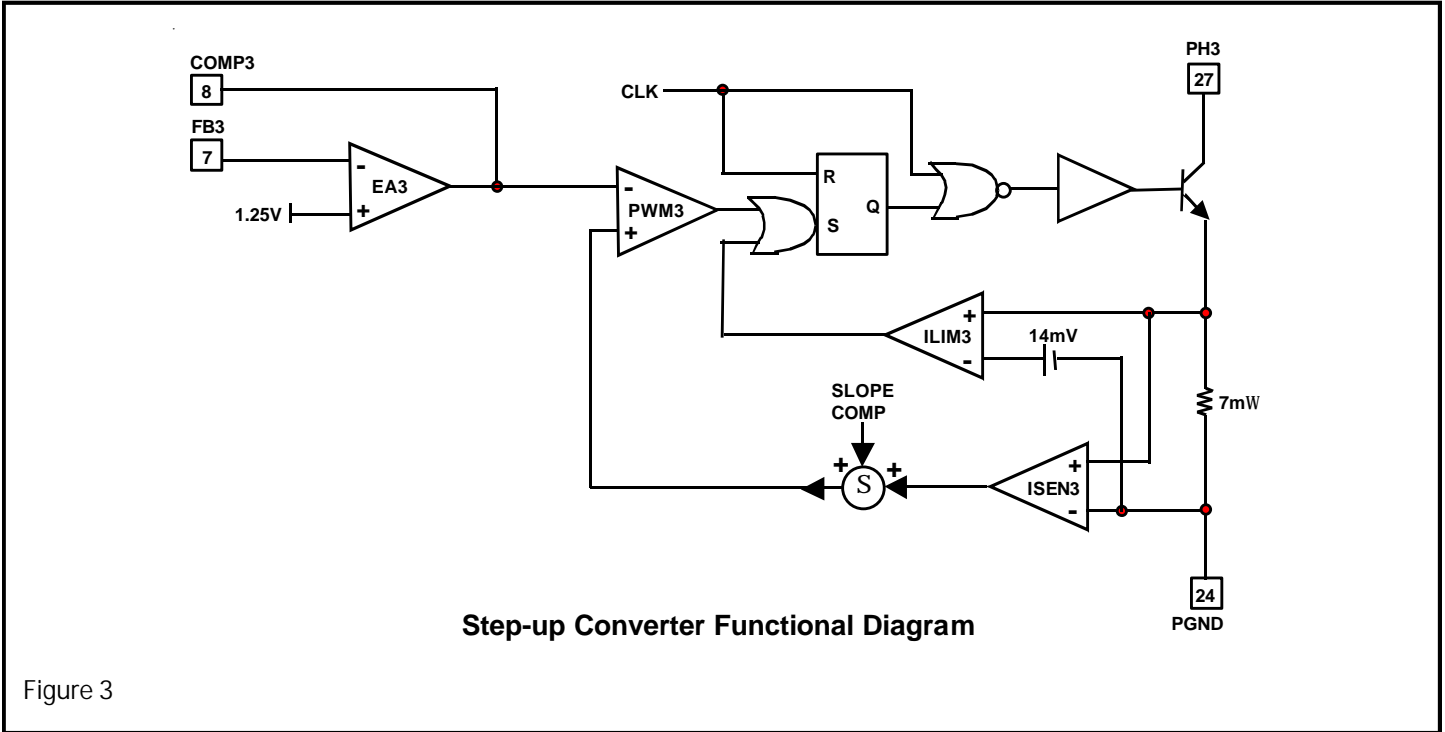 COMP3
8
FB3
7
-
EA3
+
1.25V
CLK
-
PWM3
+
R
S
Q
PH3
27
+
ILIM3
-
14mV
7mW
SLOPE
COMP
+
+
S
+
ISEN3
-
24
PGND
Step-up Converter Functional Diagram
Figure 3